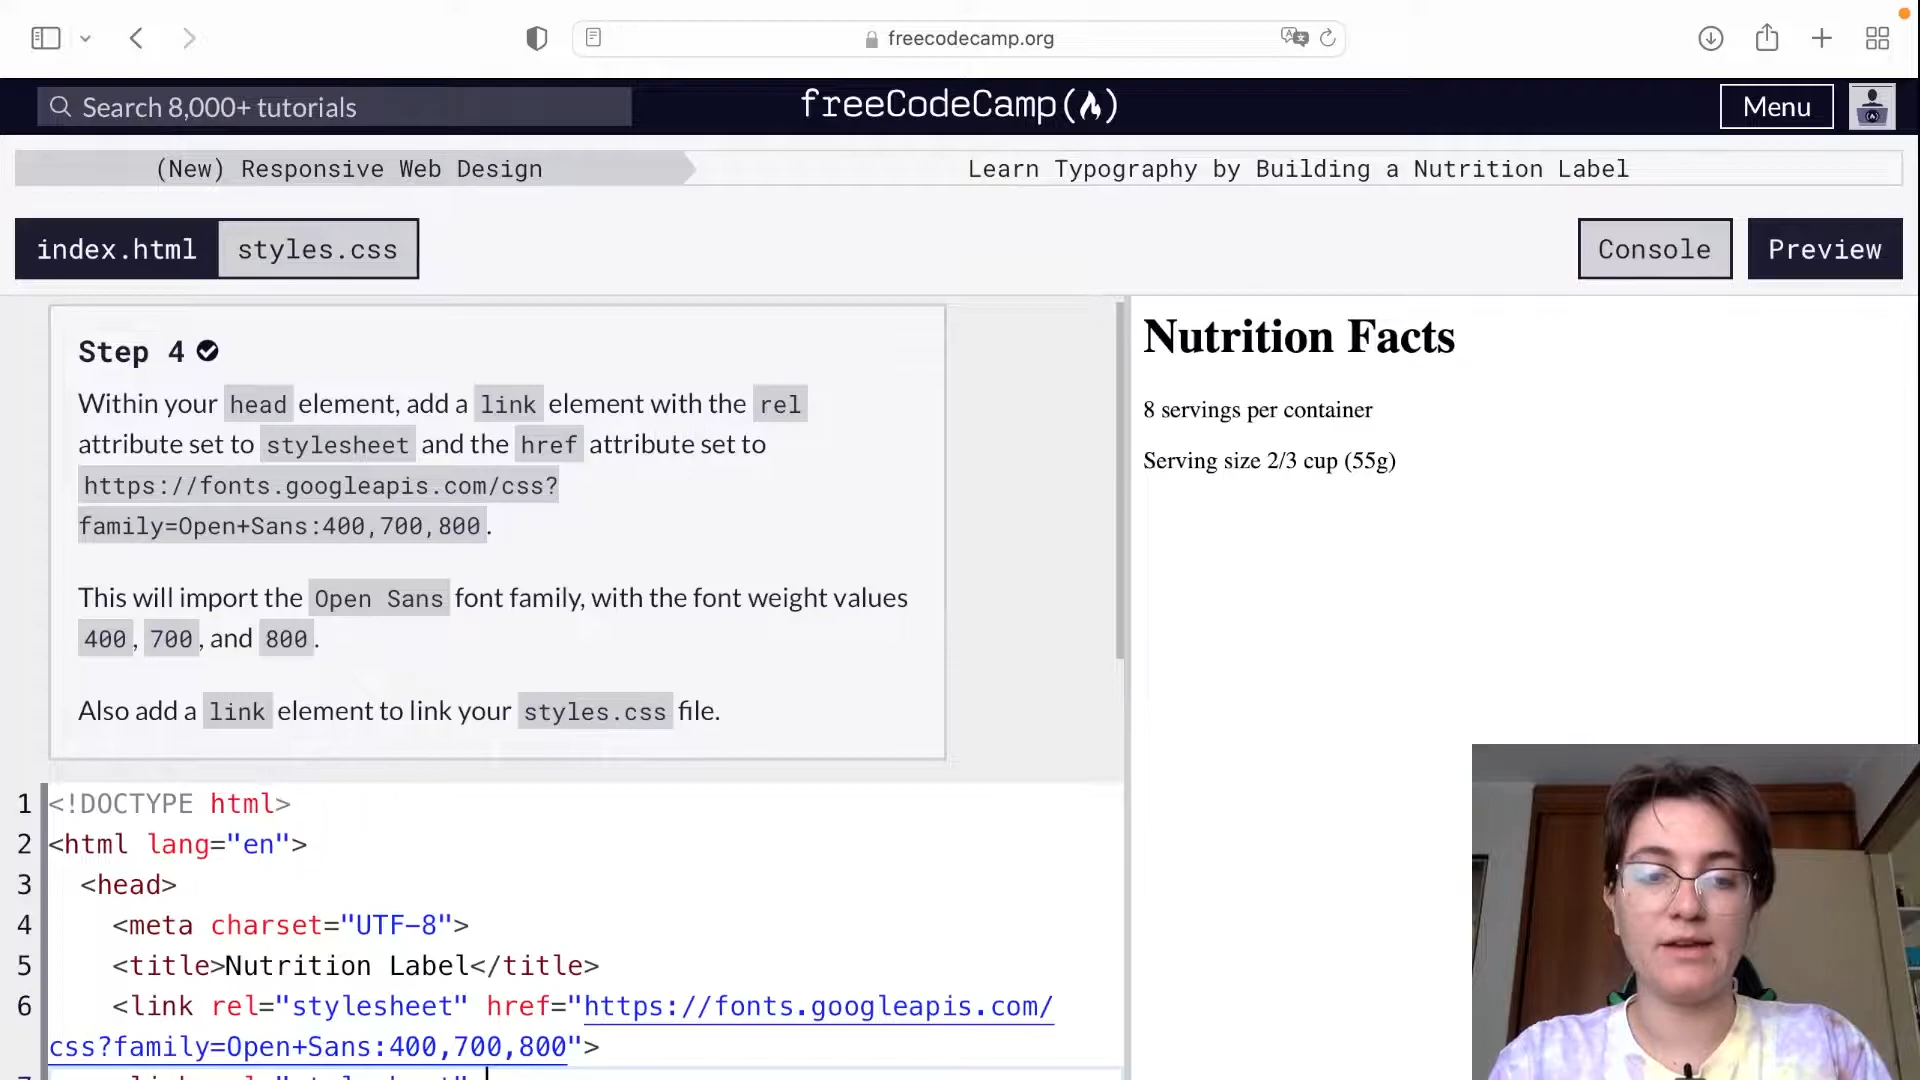 freecodecamp.org
Search 8,000+ tutorials
freeCodeCamp
Menu
(New) Responsive Web Design
Learn Typography by Building a Nutrition Label
index.html
styles.css
Console
Preview
Step 4
Within your head element, add a link element with the rel
attribute set to stylesheet and the href attribute set to
https://fonts.googleapis.com/css?
family=Open+Sans:400,700,800.
This will import the Open Sans font family, with the font weight values
400, 700, and 800.
Also add a link element to link your styles.css file.
1 <!DOCTYPE html>
2 <html lang="en">
3 <head>
4 <meta charset="UTF-8">
5 <title>Nutrition Label</title>
6 <link rel="stylesheet" href="https://fonts.googleapis.com/
css?family=Open+Sans:400,700,800">
Nutrition Facts
8 servings per container
Serving size 2/3 cup (55g)